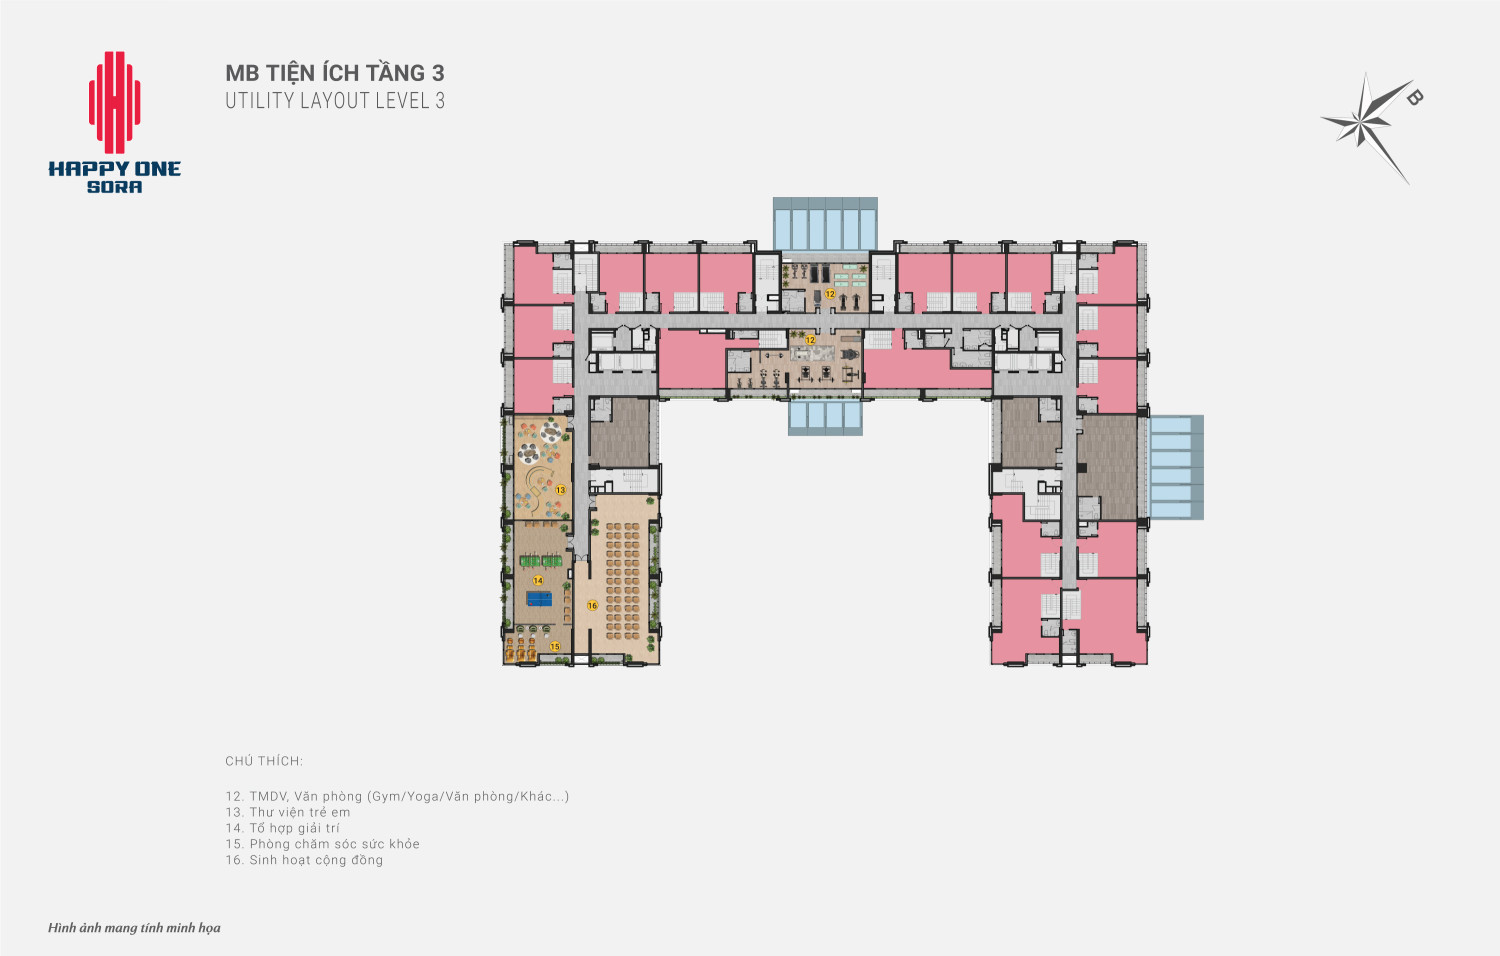 HAPPY ONE
SORA
MB TIỆN ÍCH TẦNG 3
UTILITY LAYOUT LEVEL 3
B
12
12
13
14
16
15
CHÚ THÍCH:
12. TMDV, Văn phòng (Gym/Yoga/Văn phòng/Khác...)
13. Thư viện trẻ em
14. Tổ hợp giải trí
15. Phòng chăm sóc sức khỏe
16. Sinh hoạt cộng đồng
Hình ảnh mang tính minh họa